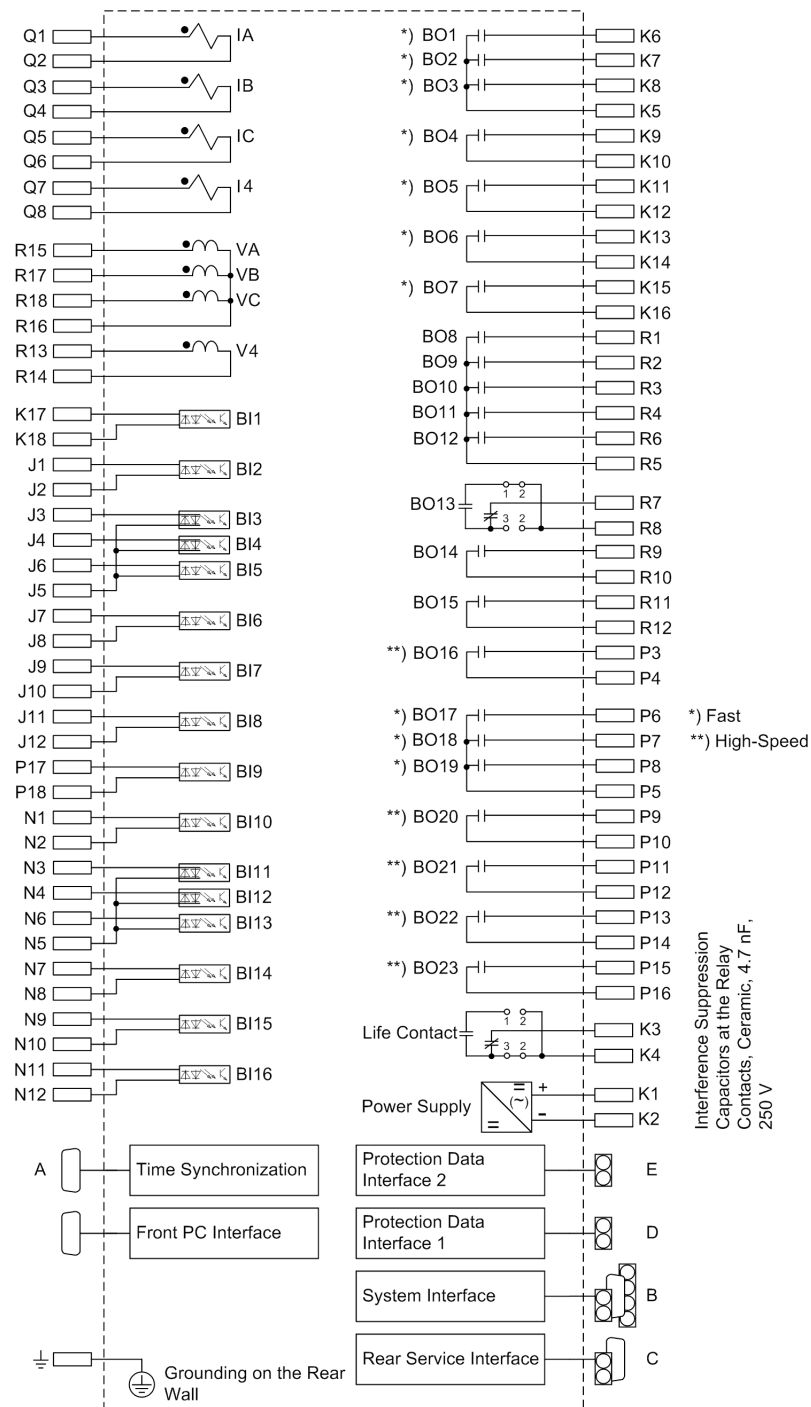 Q1 IA *) BO1 K6
Q2 *) BO2 K7
Q3 IB *) BO3 K8
Q4 K5
Q5 IC *) BO4 K9
Q6 K10
Q7 I4 *) BO5 K11
Q8 K12
*) BO6 K13
R15 VA K14
R17 VB *) BO7 K15
R18 VC K16
R16 BO8 R1
R13 V4 BO9 R2
R14 BO10 R3
K17 BI1 BO11 R4
K18 BO12 R6
J1 BI2 R5
J2 1 2
J3 BI3 BO13 R7
J4 BI4 3 2 R8
J6 BI5 BO14 R9
J5 R10
J7 BI6 BO15 R11
J8 R12
J9 BI7 **) BO16 P3
J10 P4
J11 BI8 *) BO17 P6 *) Fast
J12 *) BO18 P7 **) High-Speed
P17 BI9 *) BO19 P8
P18 P5
N1 BI10 **) BO20 P9
N2 P10
N3 BI11 **) BO21 P11
N4 BI12 P12
N6 BI13 **) BO22 P13
N5 P14
N7 BI14 **) BO23 P15
N8 P16
N9 BI15 1 2
N10 Life Contact 3 2 K3
K4
N11 BI16 = + K1
N12 Power Supply (~) = - K2
Interference Suppression
Capacitors at the Relay
Contacts, Ceramic, 4.7 nF,
250 V
A Time Synchronization
Protection Data
Interface 2 E
Front PC Interface
Protection Data
Interface 1 D
System Interface B
Rear Service Interface C
Grounding on the Rear
Wall